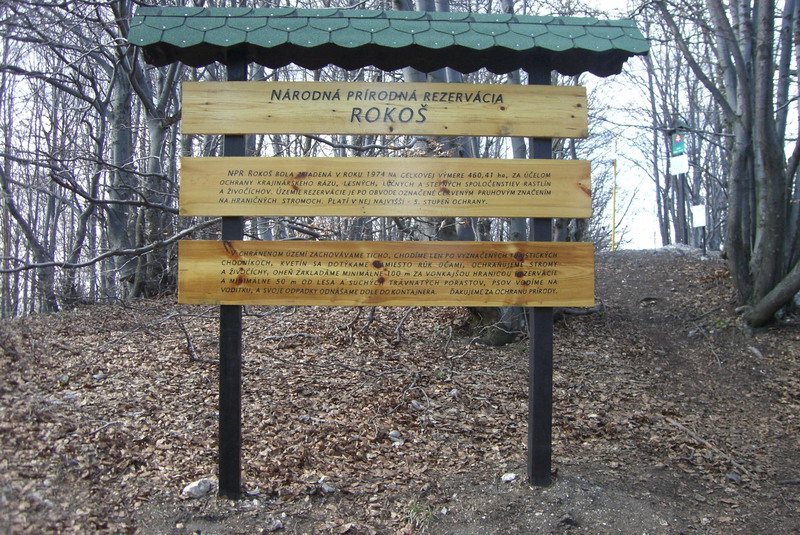 NÁRODNÁ PRÍRODNÁ REZERVÁCIA
ROKOŠ
NPR ROKOŠ BOLA ZRIADENÁ V ROKU 1974 NA CELKOVEJ VÝMERE 460,41 ha, ZA ÚČELOM
OCHRANY KRAJINÁRSKEHO RÁZU, LESNÝCH, LÚČNYCH A STEPNÝCH SPOLOČENSTIEV RASTLÍN
A ŽIVOČÍCHOV. ÚZEMIE REZERVÁCIE JE PO OBVODE OZNAČENÉ ČERVENÝM PRUHOVÝM ZNAČENÍM
NA HRANIČNÝCH STROMOCH. PLATÍ V NEJ NAJVYŠŠÍ - 5. STUPEŇ OCHRANY.
V CHRÁNENOM ÚZEMÍ ZACHOVÁVAME TICHO, CHODÍME LEN PO VYZNAČENÝCH TURISTICKÝCH
CHODNÍKOCH, KVETÍN SA DOTÝKAME NAMIESTO RÚK OČAMI, OCHRAŇUJEME STROMY
A ŽIVOČÍCHY, OHEŇ ZAKLADÁME MINIMÁLNE 100 m ZA VONKAJŠOU HRANICOU REZERVÁCIE
A MINIMÁLNE 50 m OD LESA A SUCHÝCH TRÁVNATÝCH PORASTOV, PSOV VODÍME NA
VODÍTKU, A SVOJE ODPADKY ODNÁŠAME DOLE DO KONTAJNERA. ĎAKUJEME ZA OCHRANU PRÍRODY.